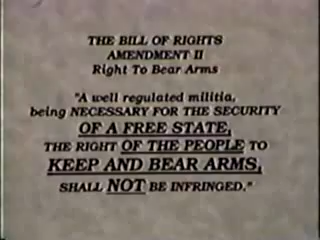 THE BILL OF RIGHTS
AMENDMENT II
Right To Bear Arms
"A well regulated militia,
being NECESSARY FOR THE SECURITY
OF A FREE STATE,
THE RIGHT OF THE PEOPLE TO
KEEP AND BEAR ARMS,
SHALL NOT BE INFRINGED."